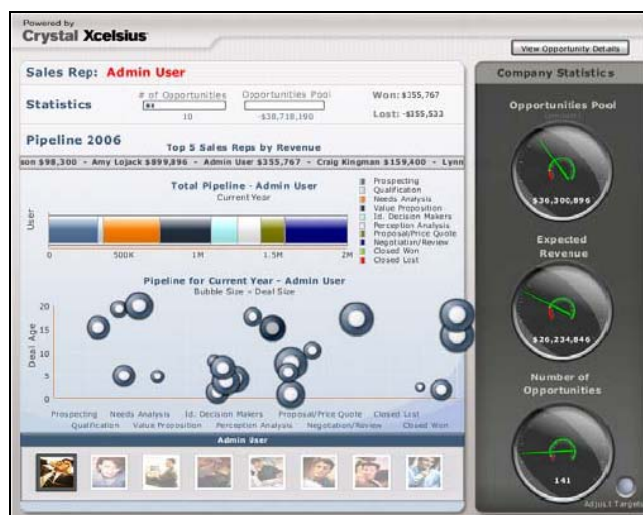 Powered by
Crystal Xcelsius
View Opportunity Details
Sales Rep: Admin User
Statistics
# of Opportunities
10
Opportunities Pool
-$38,718,190
Won: $355,767
Lost: -$355,533
Pipeline 2006
Top 5 Sales Reps by Revenue
son $98,300 - Amy Lojack $899,896 - Admin User $355,767 - Craig Kingman $159,400 - Lynn
Total Pipeline - Admin User
Current Year
User
0 500K 1M 1.5M 2M
Prospecting
Qualification
Needs Analysis
Value Proposition
Id. Decision Makers
Perception Analysis
Proposal/Price Quote
Negotiation/Review
Closed Won
Closed Lost
Pipeline for Current Year - Admin User
Bubble Size = Deal Size
Deal Age
20
15
10
5
0
Prospecting Needs Analysis Id. Decision Makers Proposal/Price Quote Closed Lost
Qualification Value Proposition Perception Analysis Negotiation/Review Closed Won
Admin User
Company Statistics
Opportunities Pool
$36,300,896
Expected
Revenue
$26,234,846
Number of
Opportunities
141
Adjust Targets